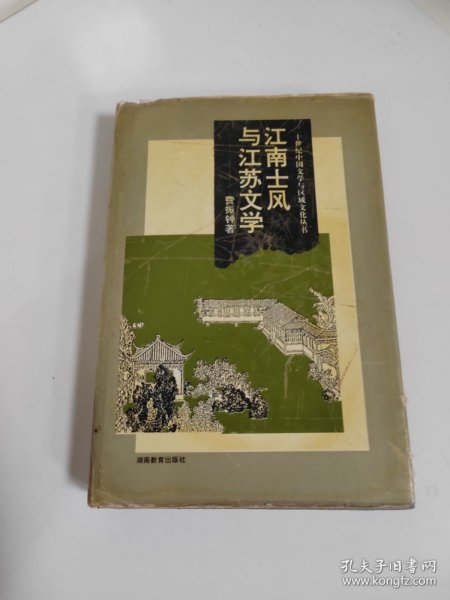 二十世纪中国文学与区域文化丛书
江南士风
与江苏文学
费振钟著
湖南教育出版社
孔夫子旧书网
www.kongfz.com